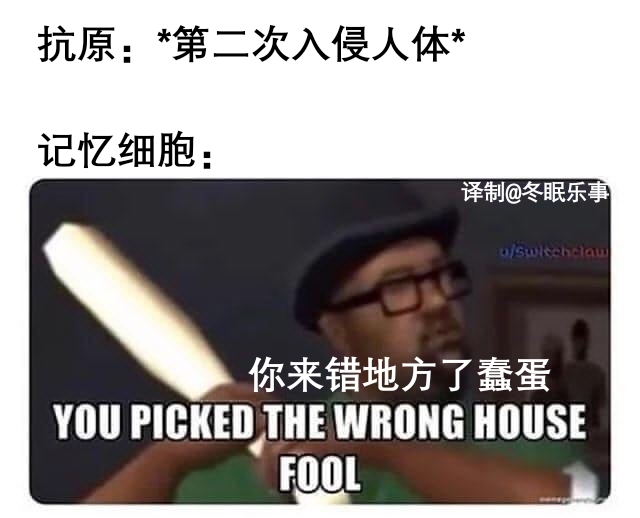 抗原：*第二次入侵人体*
记忆细胞：
译制@冬眠乐事
u/Switchclaw
你来错地方了蠢蛋
YOU PICKED THE WRONG HOUSE
FOOL